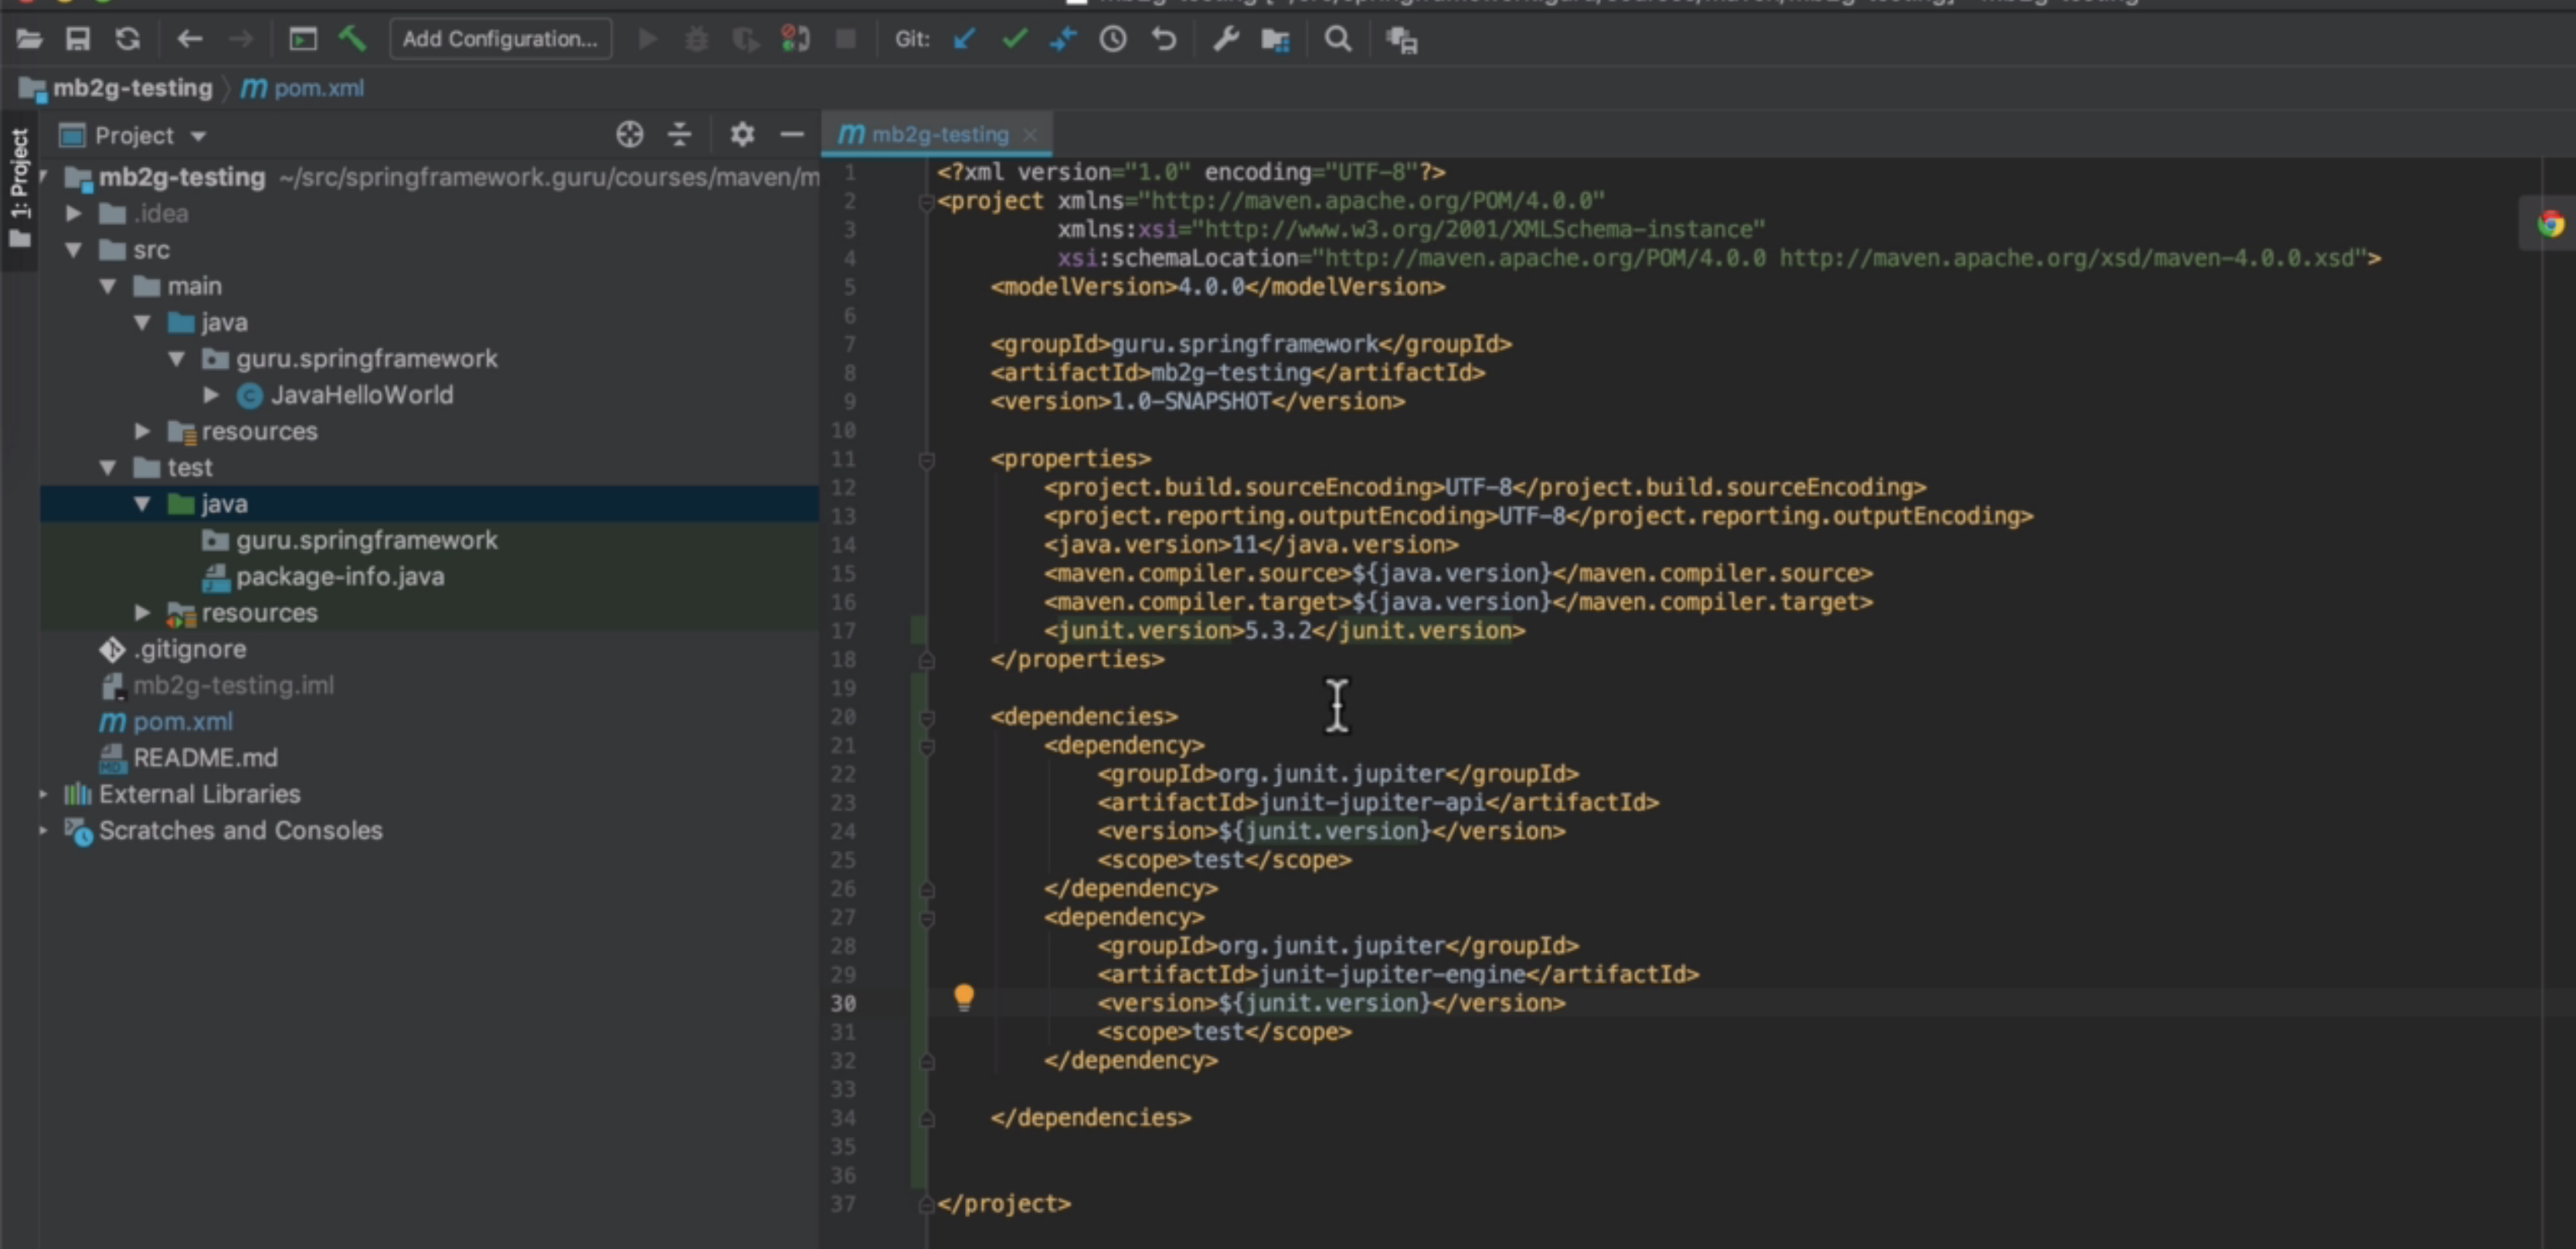 Add Configuration...
Git:
mb2g-testing
pom.xml
1: Project
Project
mb2g-testing ~/src/springframework.guru/courses/maven/m
.idea
src
main
java
guru.springframework
JavaHelloWorld
resources
test
java
guru.springframework
package-info.java
resources
.gitignore
mb2g-testing.iml
pom.xml
README.md
External Libraries
Scratches and Consoles
mb2g-testing
1 <?xml version="1.0" encoding="UTF-8"?>
2 <project xmlns="http://maven.apache.org/POM/4.0.0"
3 xmlns:xsi="http://www.w3.org/2001/XMLSchema-instance"
4 xsi:schemaLocation="http://maven.apache.org/POM/4.0.0 http://maven.apache.org/xsd/maven-4.0.0.xsd">
5 <modelVersion>4.0.0</modelVersion>
6
7 <groupId>guru.springframework</groupId>
8 <artifactId>mb2g-testing</artifactId>
9 <version>1.0-SNAPSHOT</version>
10
11 <properties>
12 <project.build.sourceEncoding>UTF-8</project.build.sourceEncoding>
13 <project.reporting.outputEncoding>UTF-8</project.reporting.outputEncoding>
14 <java.version>11</java.version>
15 <maven.compiler.source>${java.version}</maven.compiler.source>
16 <maven.compiler.target>${java.version}</maven.compiler.target>
17 <junit.version>5.3.2</junit.version>
18 </properties>
19
20 <dependencies>
21 <dependency>
22 <groupId>org.junit.jupiter</groupId>
23 <artifactId>junit-jupiter-api</artifactId>
24 <version>${junit.version}</version>
25 <scope>test</scope>
26 </dependency>
27 <dependency>
28 <groupId>org.junit.jupiter</groupId>
29 <artifactId>junit-jupiter-engine</artifactId>
30 <version>${junit.version}</version>
31 <scope>test</scope>
32 </dependency>
33
34 </dependencies>
35
36
37 </project>